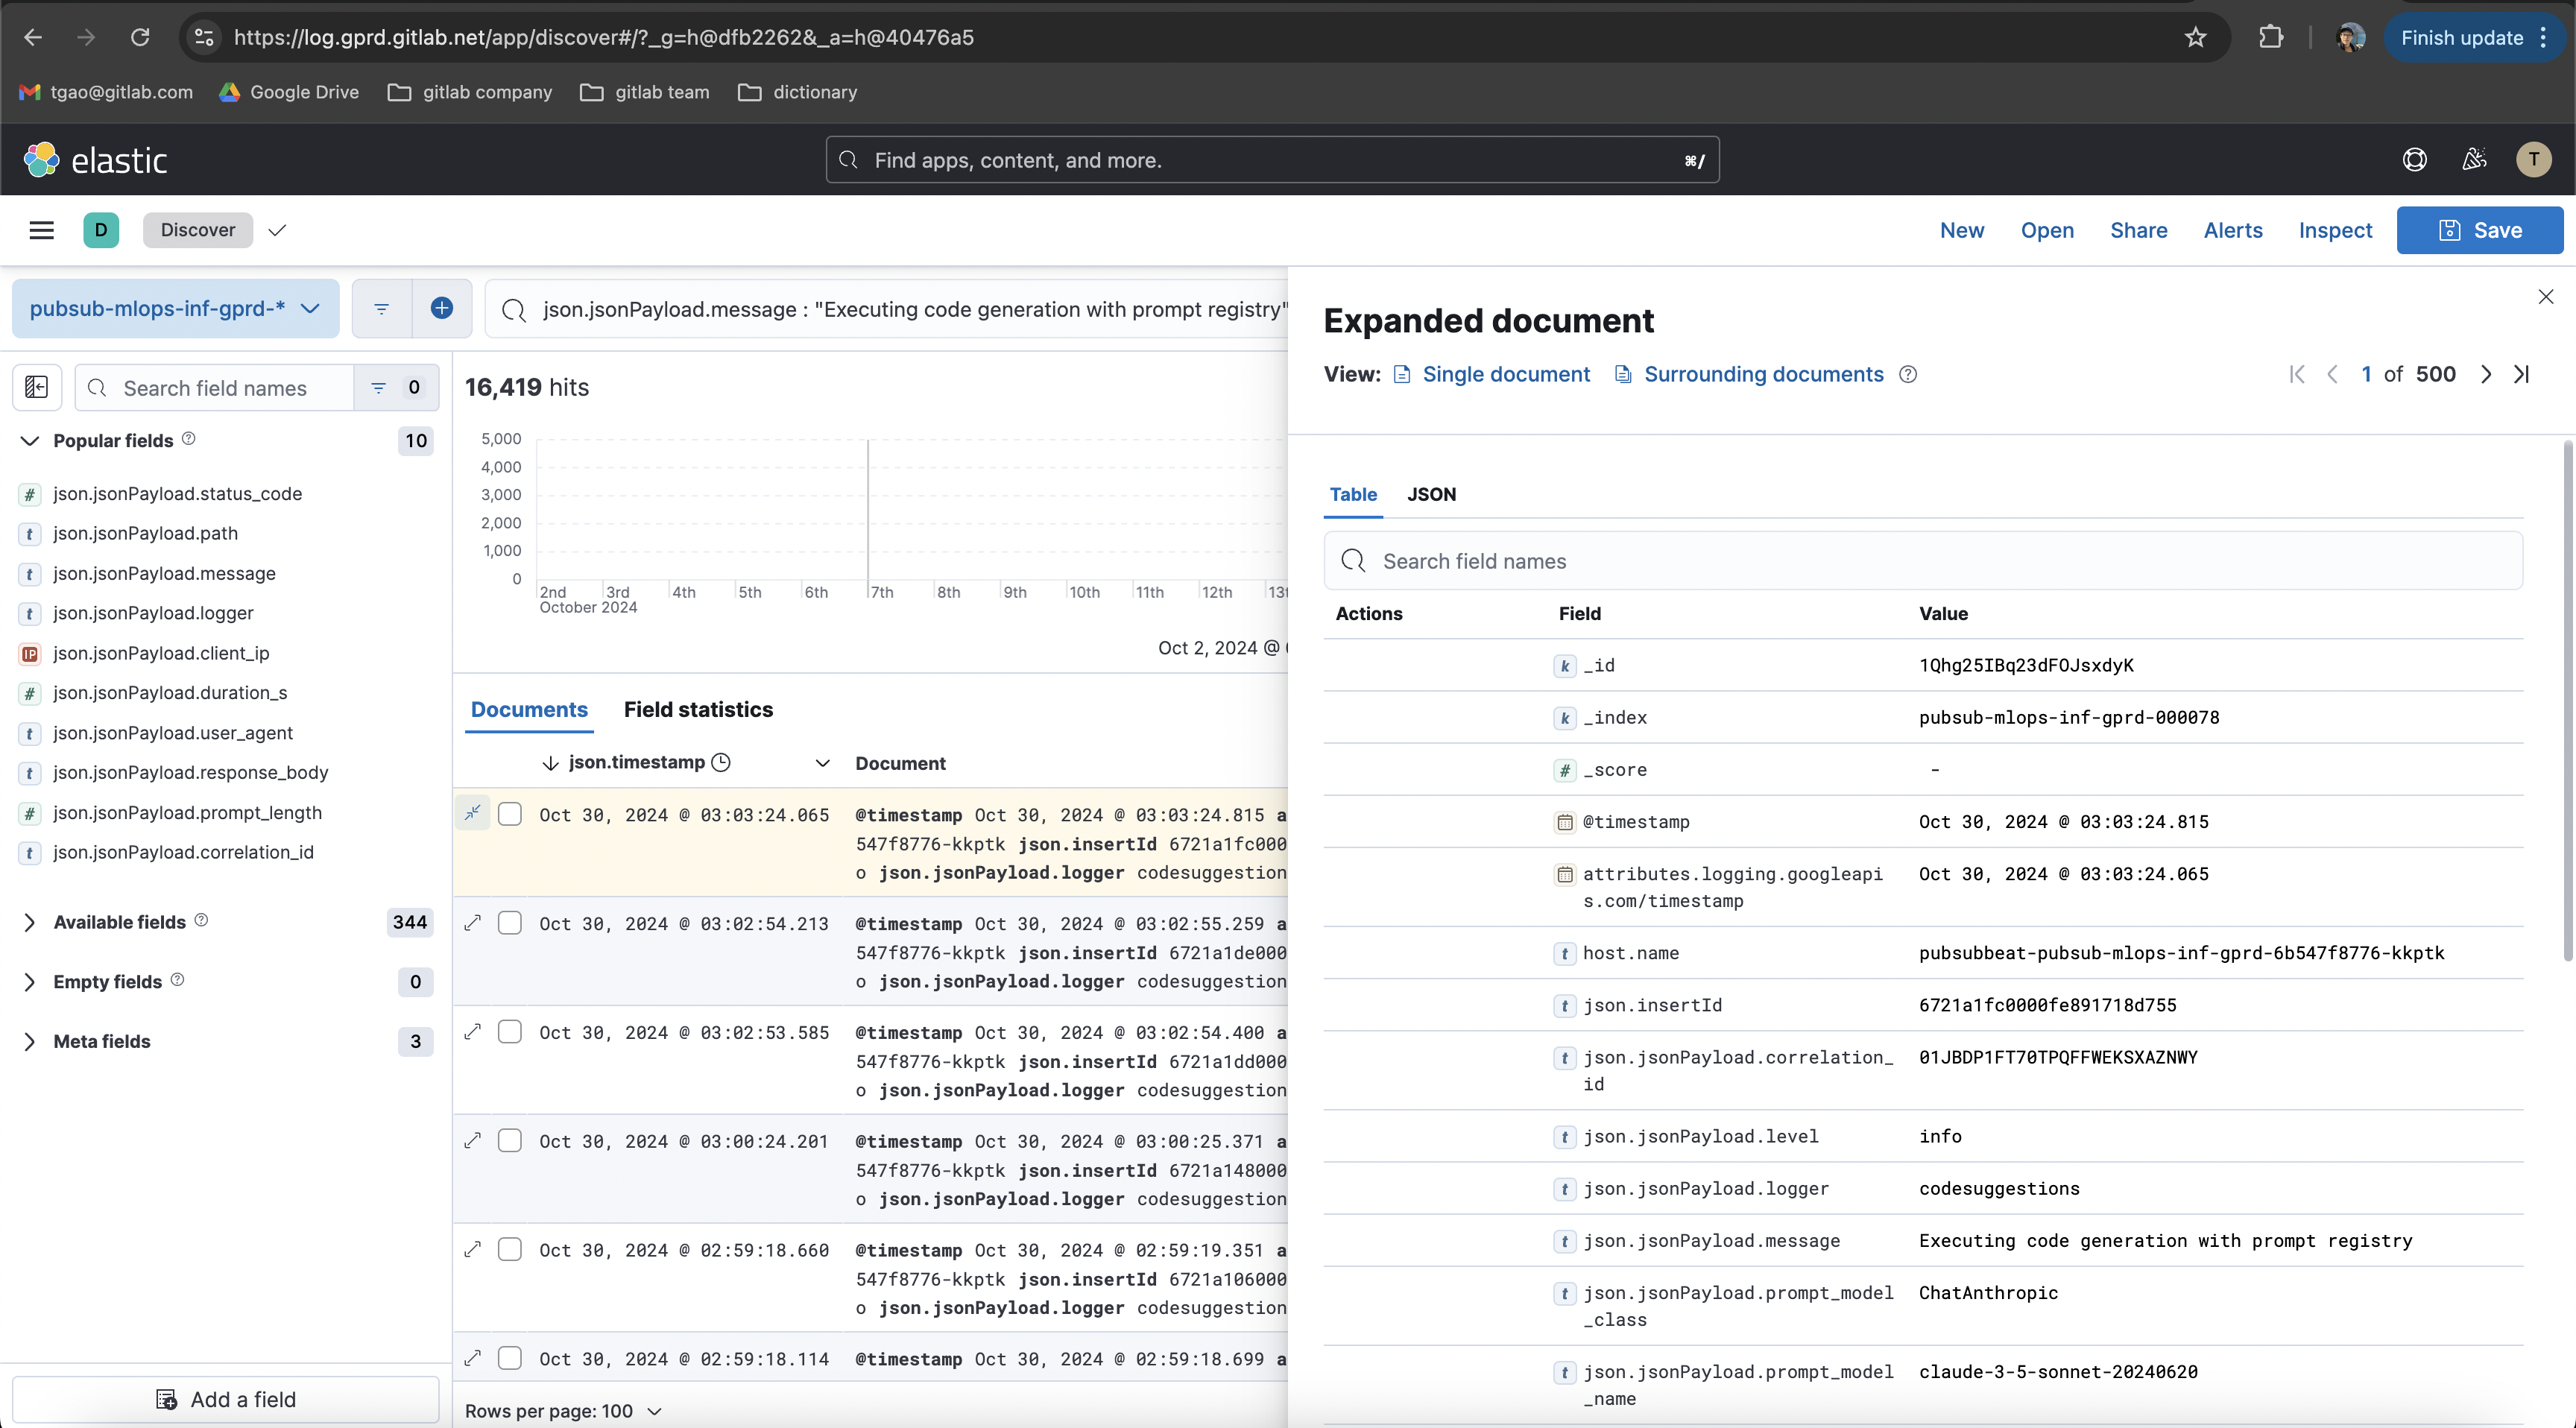 https://log.gprd.gitlab.net/app/discover#/?_g=h@dfb2262&_a=h@40476a5
Finish update
tgao@gitlab.com
Google Drive
gitlab company
gitlab team
dictionary
elastic
Find apps, content, and more.
⌘/
T
D
Discover
New
Open
Share
Alerts
Inspect
Save
pubsub-mlops-inf-gprd-*
json.jsonPayload.message : "Executing code generation with prompt registry"
Search field names
0
Popular fields
10
# json.jsonPayload.status_code
t json.jsonPayload.path
t json.jsonPayload.message
t json.jsonPayload.logger
IP json.jsonPayload.client_ip
# json.jsonPayload.duration_s
t json.jsonPayload.user_agent
t json.jsonPayload.response_body
# json.jsonPayload.prompt_length
t json.jsonPayload.correlation_id
Available fields
344
Empty fields
0
Meta fields
3
Add a field
16,419 hits
5,000
4,000
3,000
2,000
1,000
0
2nd 3rd 4th 5th 6th 7th 8th 9th 10th 11th 12th
October 2024
Oct 2, 2024 @
Documents
Field statistics
json.timestamp
Document
Oct 30, 2024 @ 03:03:24.065
@timestamp Oct 30, 2024 @ 03:03:24.815 a
547f8776-kkptk json.insertId 6721a1fc000
o json.jsonPayload.logger codesuggestion
Oct 30, 2024 @ 03:02:54.213
@timestamp Oct 30, 2024 @ 03:02:55.259 a
547f8776-kkptk json.insertId 6721a1de000
o json.jsonPayload.logger codesuggestion
Oct 30, 2024 @ 03:02:53.585
@timestamp Oct 30, 2024 @ 03:02:54.400 a
547f8776-kkptk json.insertId 6721a1dd000
o json.jsonPayload.logger codesuggestion
Oct 30, 2024 @ 03:00:24.201
@timestamp Oct 30, 2024 @ 03:00:25.371 a
547f8776-kkptk json.insertId 6721a148000
o json.jsonPayload.logger codesuggestion
Oct 30, 2024 @ 02:59:18.660
@timestamp Oct 30, 2024 @ 02:59:19.351 a
547f8776-kkptk json.insertId 6721a106000
o json.jsonPayload.logger codesuggestion
Oct 30, 2024 @ 02:59:18.114
@timestamp Oct 30, 2024 @ 02:59:18.699 a
Rows per page: 100
Expanded document
View:
Single document
Surrounding documents
1 of 500
Table
JSON
Search field names
Actions
Field
Value
k _id
1Qhg25IBq23dFOJsxdyK
k _index
pubsub-mlops-inf-gprd-000078
# _score
-
@timestamp
Oct 30, 2024 @ 03:03:24.815
attributes.logging.googleapi
s.com/timestamp
Oct 30, 2024 @ 03:03:24.065
t host.name
pubsubbeat-pubsub-mlops-inf-gprd-6b547f8776-kkptk
t json.insertId
6721a1fc0000fe891718d755
t json.jsonPayload.correlation_
id
01JBDP1FT70TPQFFWEKSXAZNWY
t json.jsonPayload.level
info
t json.jsonPayload.logger
codesuggestions
t json.jsonPayload.message
Executing code generation with prompt registry
t json.jsonPayload.prompt_model
_class
ChatAnthropic
t json.jsonPayload.prompt_model
_name
claude-3-5-sonnet-20240620